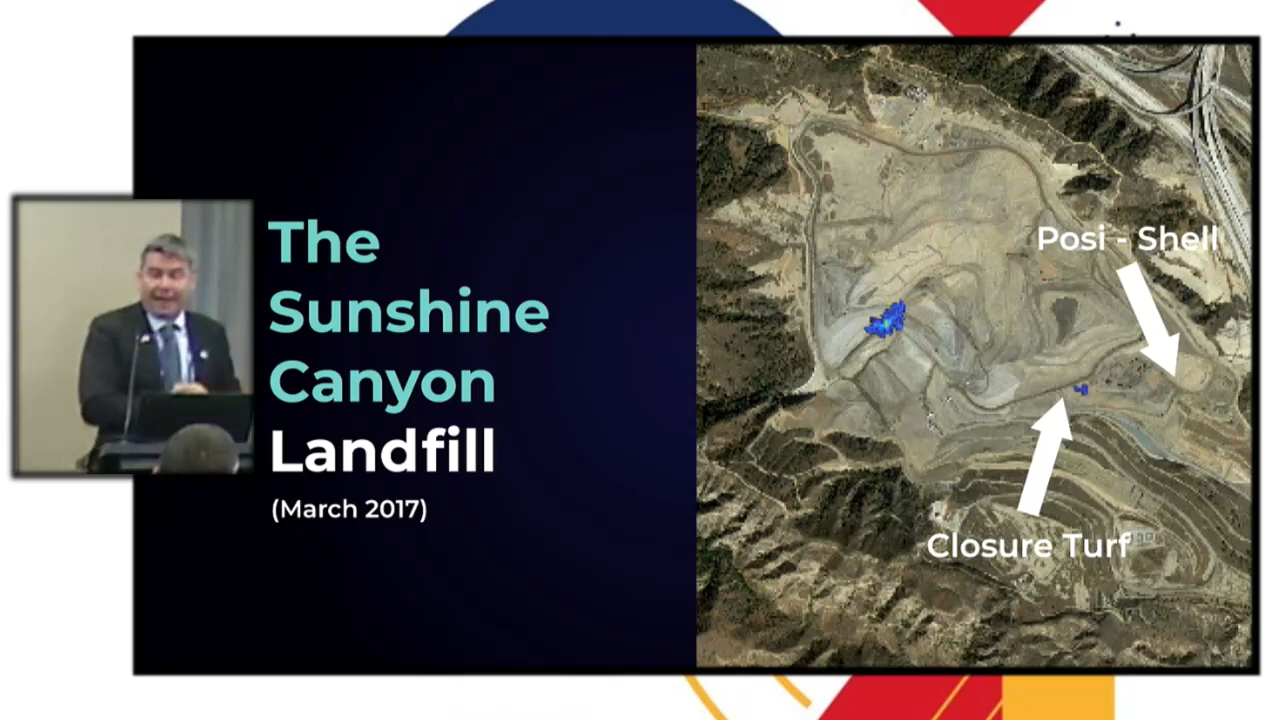 The
Sunshine
Canyon
Landfill
(March 2017)
Posi - Shell
Closure Turf